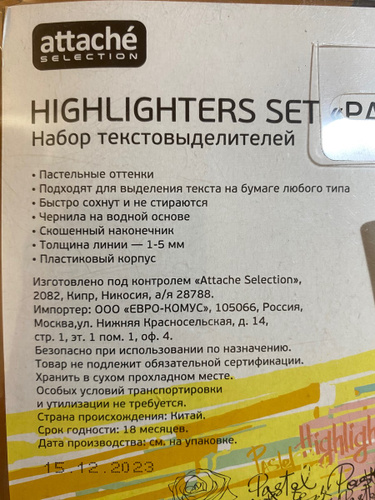 attaché
SELECTION
HIGHLIGHTERS SET «PA
Набор текстовыделителей
• Пастельные оттенки
• Подходят для выделения текста на бумаге любого типа
• Быстро сохнут и не стираются
• Чернила на водной основе
• Скошенный наконечник
• Толщина линии — 1-5 мм
• Пластиковый корпус
Изготовлено под контролем «Attache Selection»,
2082, Кипр, Никосия, а/я 28788.
Импортер: ООО «ЕВРО-КОМУС», 105066, Россия,
Москва,ул. Нижняя Красносельская, д. 14,
стр. 1, эт. 1 пом. 1, оф. 4.
Безопасно при использовании по назначению.
Товар не подлежит обязательной сертификации.
Хранить в сухом прохладном месте.
Особых условий транспортировки
и утилизации не требуется.
Страна происхождения: Китай.
Срок годности: 18 месяцев.
Дата производства: см. на упаковке.
15.12.2023
Pastel Highligh
Pastel